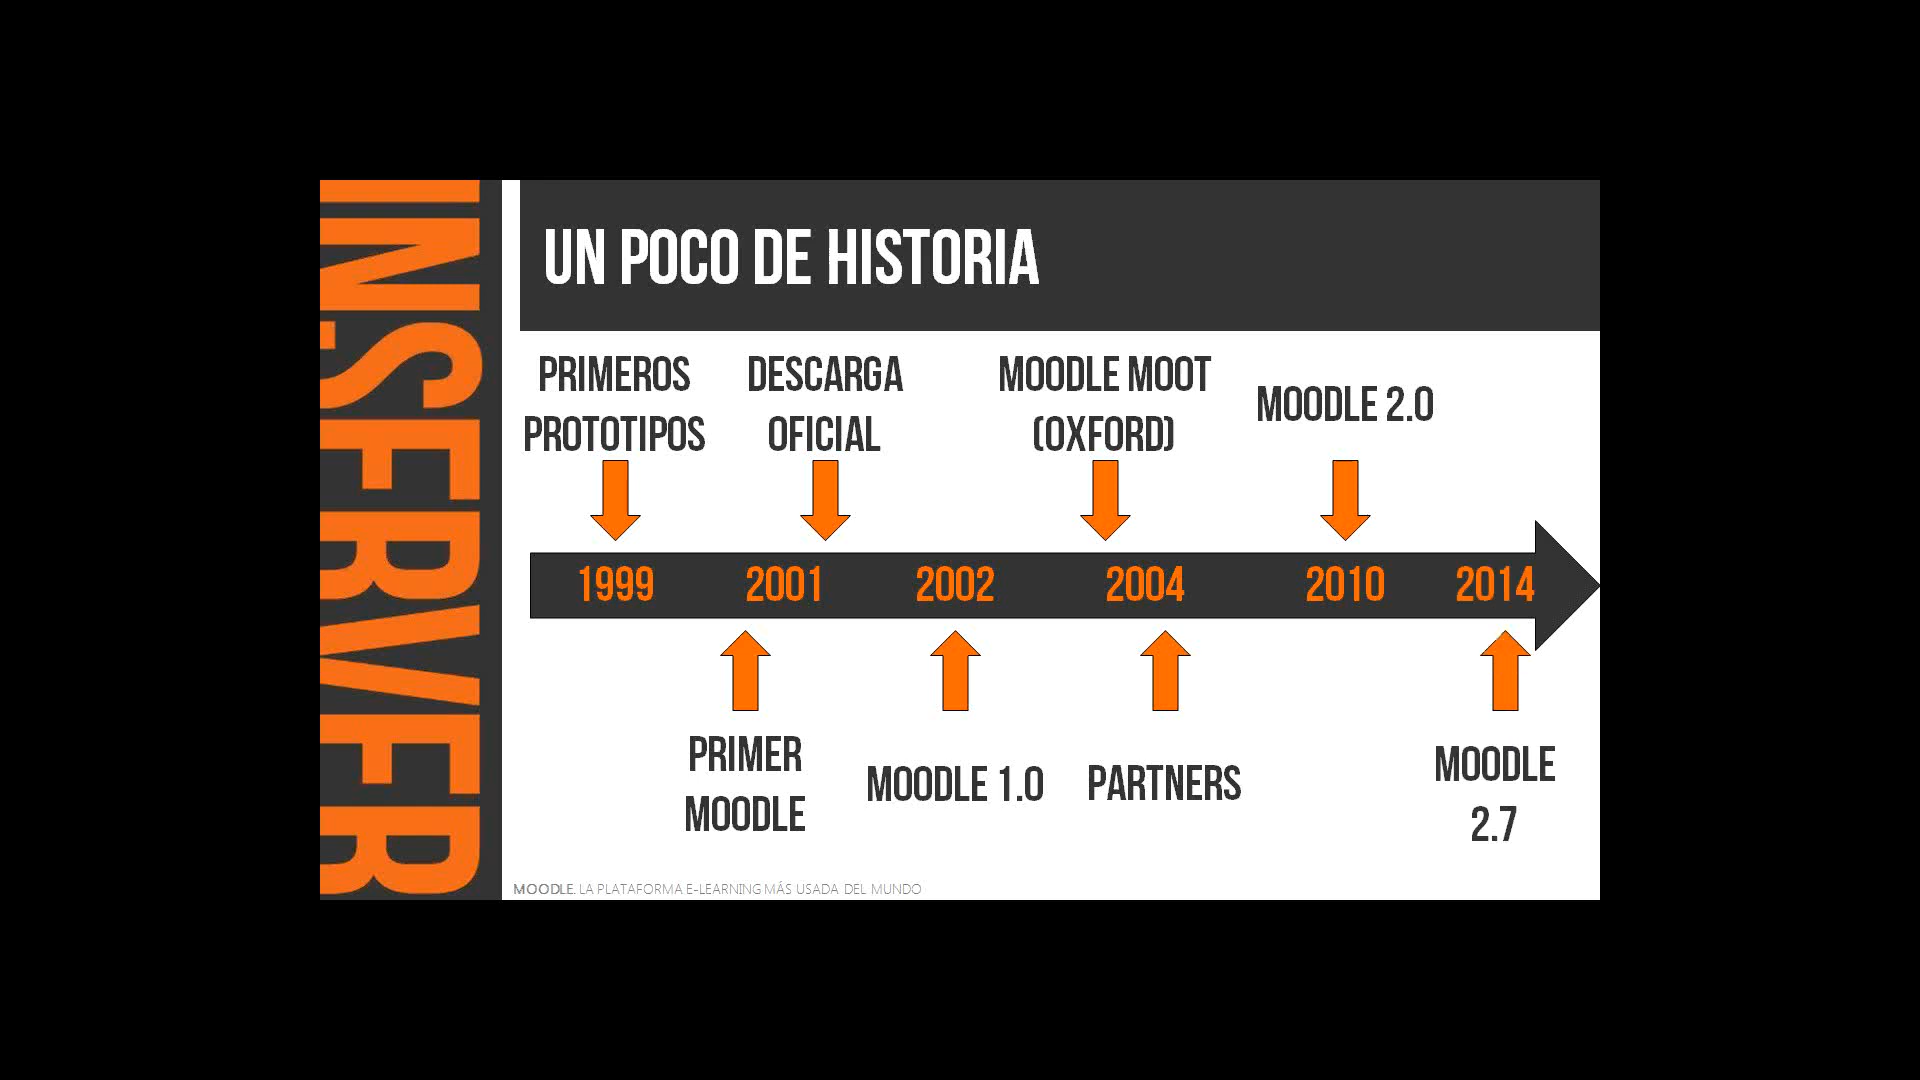 INSERVER
UN POCO DE HISTORIA
PRIMEROS
PROTOTIPOS
DESCARGA
OFICIAL
MOODLE MOOT
(OXFORD)
MOODLE 2.0
1999 2001 2002 2004 2010 2014
PRIMER
MOODLE
MOODLE 1.0
PARTNERS
MOODLE
2.7
MOODLE. LA PLATAFORMA E-LEARNING MÁS USADA DEL MUNDO